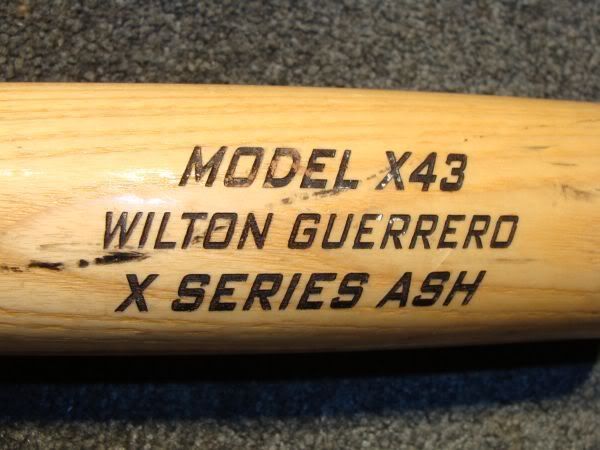 MODEL X43
WILTON GUERRERO
X SERIES ASH